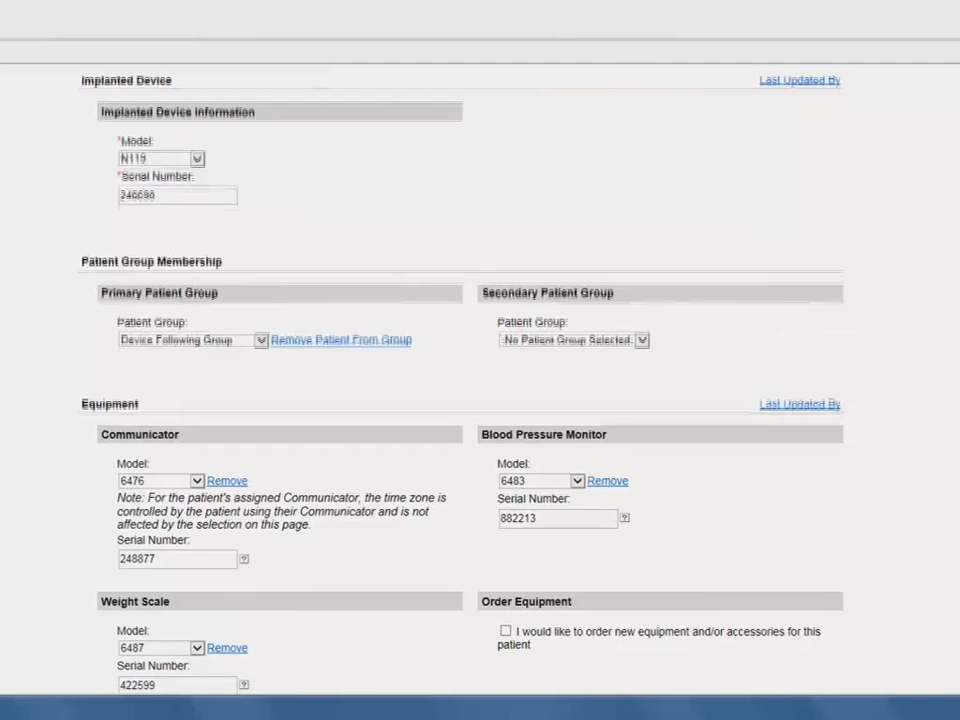 Implanted Device
Last Updated By
Implanted Device Information
*Model:
N119
*Serial Number:
Patient Group Membership
Primary Patient Group
Secondary Patient Group
Patient Group:
Patient Group:
Device Following Group
Remove Patient From Group
-No Patient Group Selected-
Equipment
Last Updated By
Communicator
Blood Pressure Monitor
Model:
Model:
6476
Remove
6483
Remove
Note: For the patient's assigned Communicator, the time zone is
controlled by the patient using their Communicator and is not
affected by the selection on this page.
Serial Number:
882213
?
Serial Number:
248877
?
Weight Scale
Order Equipment
Model:
I would like to order new equipment and/or accessories for this
patient
6487
Remove
Serial Number:
422599
?